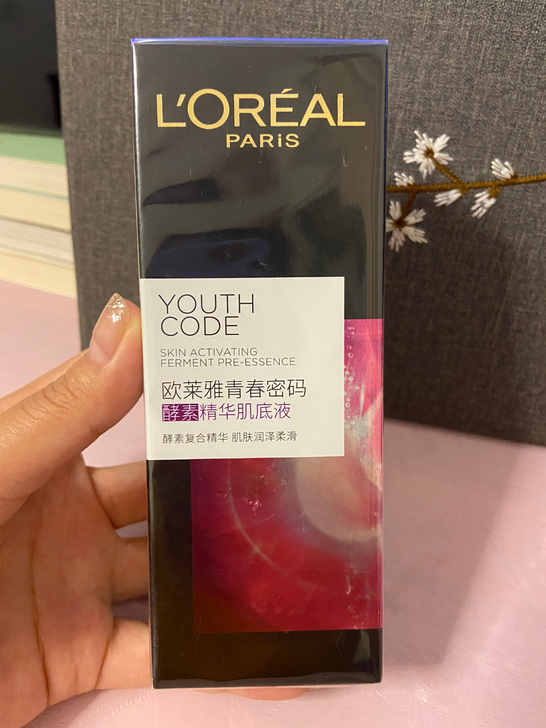 L'ORÉAL
PARiS
YOUTH
CODE
SKIN ACTIVATING
FERMENT PRE-ESSENCE
欧莱雅青春密码
酵素精华肌底液
酵素复合精华 肌肤润泽柔滑